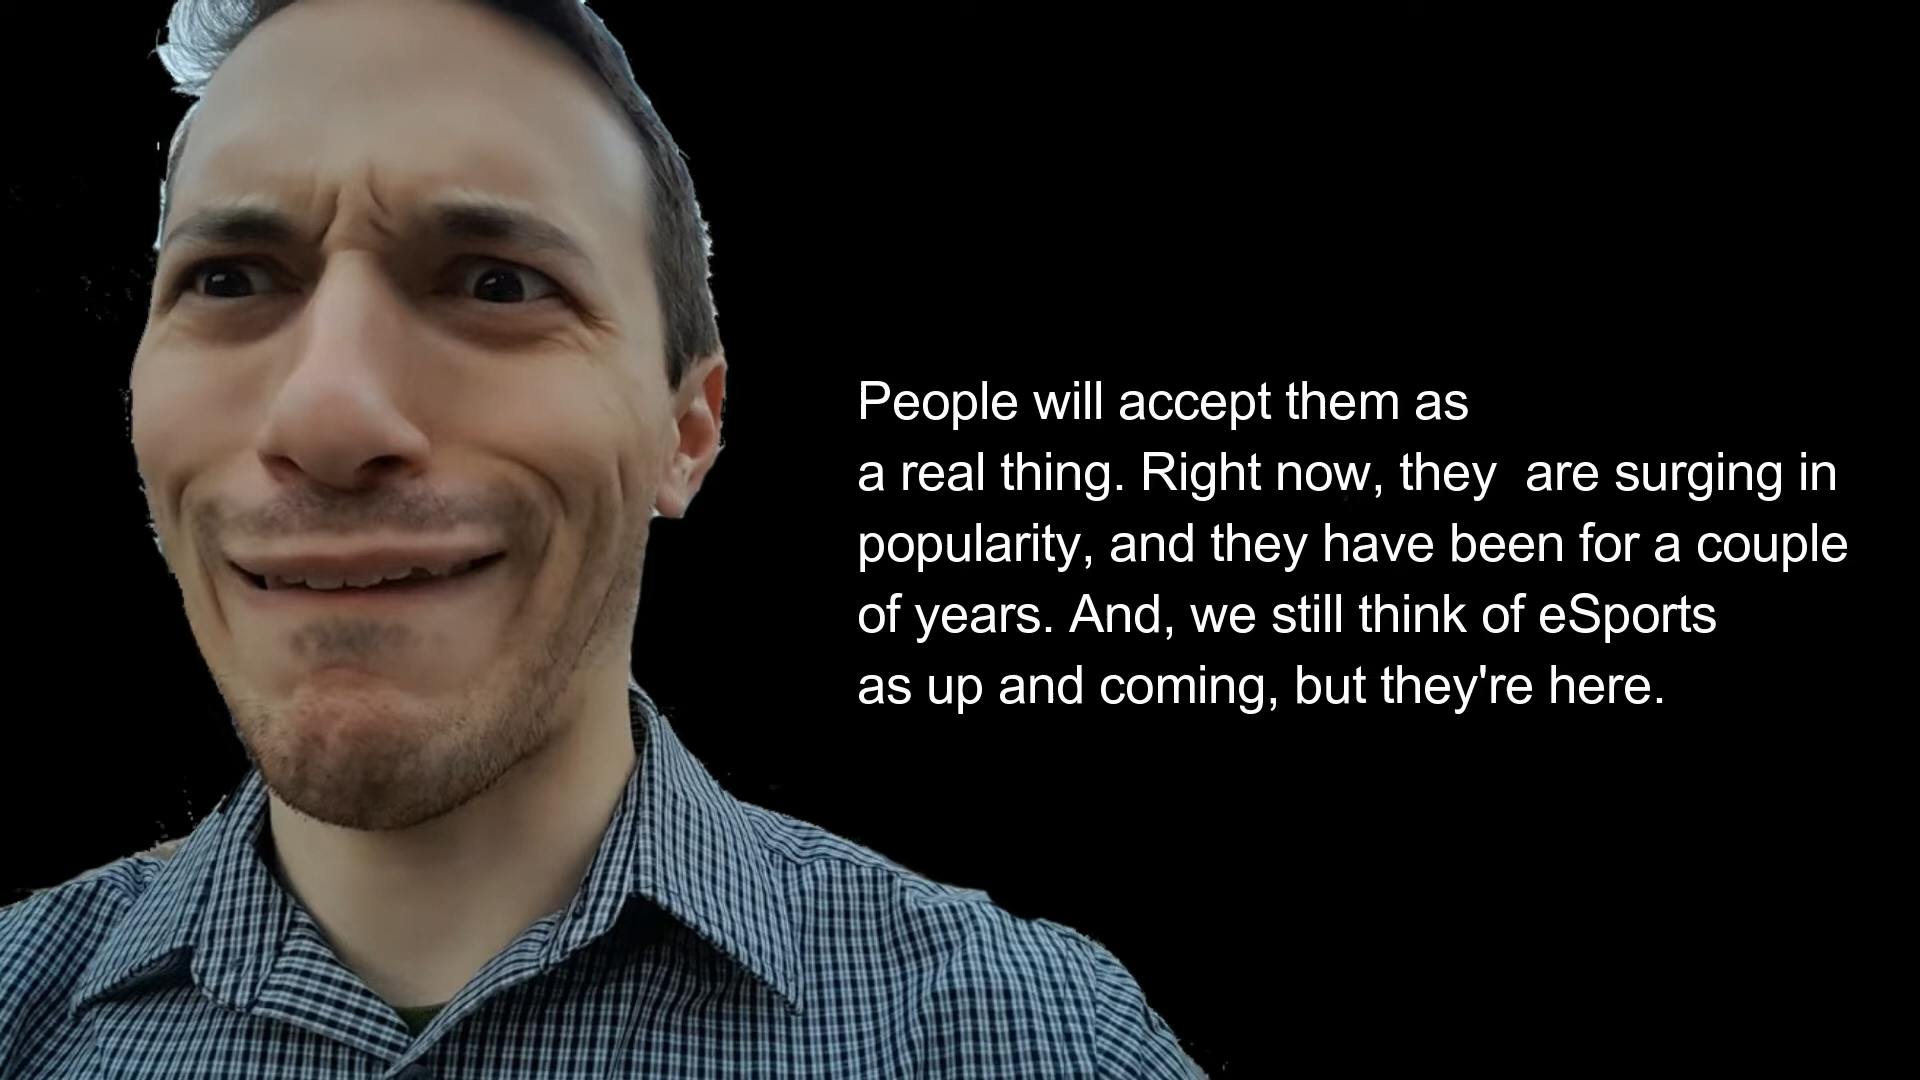 People will accept them as
a real thing. Right now, they  are surging in
popularity, and they have been for a couple
of years. And, we still think of eSports
as up and coming, but they're here.